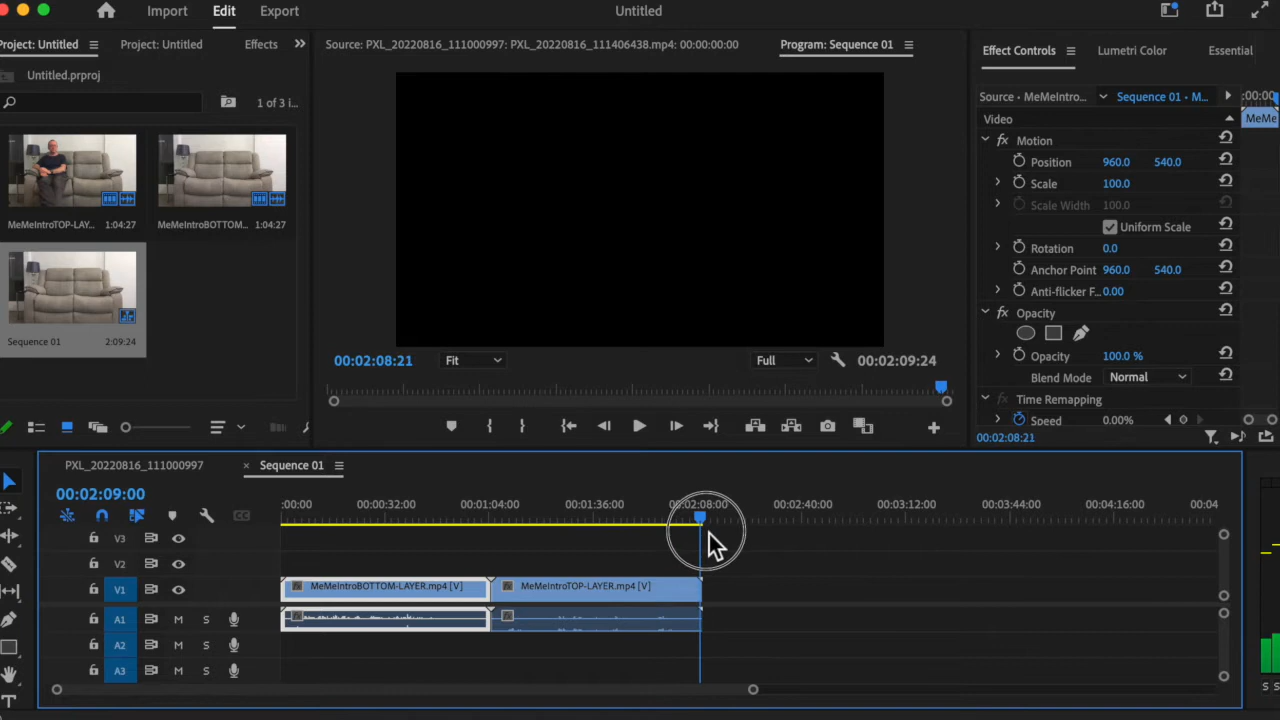 Import Edit Export Untitled
Project: Untitled Project: Untitled Effects
Untitled.prproj
1 of 3 i...
MeMeIntroTOP-LAY... 1:04:27
MeMeIntroBOTTOM... 1:04:27
Sequence 01 2:09:24
Source: PXL_20220816_111000997: PXL_20220816_111406438.mp4: 00:00:00:00 Program: Sequence 01
00:02:08:21 Fit Full 00:02:09:24
Effect Controls Lumetri Color Essential
Source • MeMeIntro... Sequence 01 • M... :00:00
Video MeMe
fx Motion
Position 960.0 540.0
Scale 100.0
Scale Width 100.0
Uniform Scale
Rotation 0.0
Anchor Point 960.0 540.0
Anti-flicker F... 0.00
fx Opacity
Opacity 100.0 %
Blend Mode Normal
fx Time Remapping
Speed 0.00%
00:02:08:21
PXL_20220816_111000997 × Sequence 01
00:02:09:00
:00:00 00:00:32:00 00:01:04:00 00:01:36:00 00:02:08:00 00:02:40:00 00:03:12:00 00:03:44:00 00:04
V3
V2
V1 MeMeIntroBOTTOM-LAYER.mp4 [V] MeMeIntroTOP-LAYER.mp4 [V]
A1 M S
A2 M S
A3 M S
T
S S